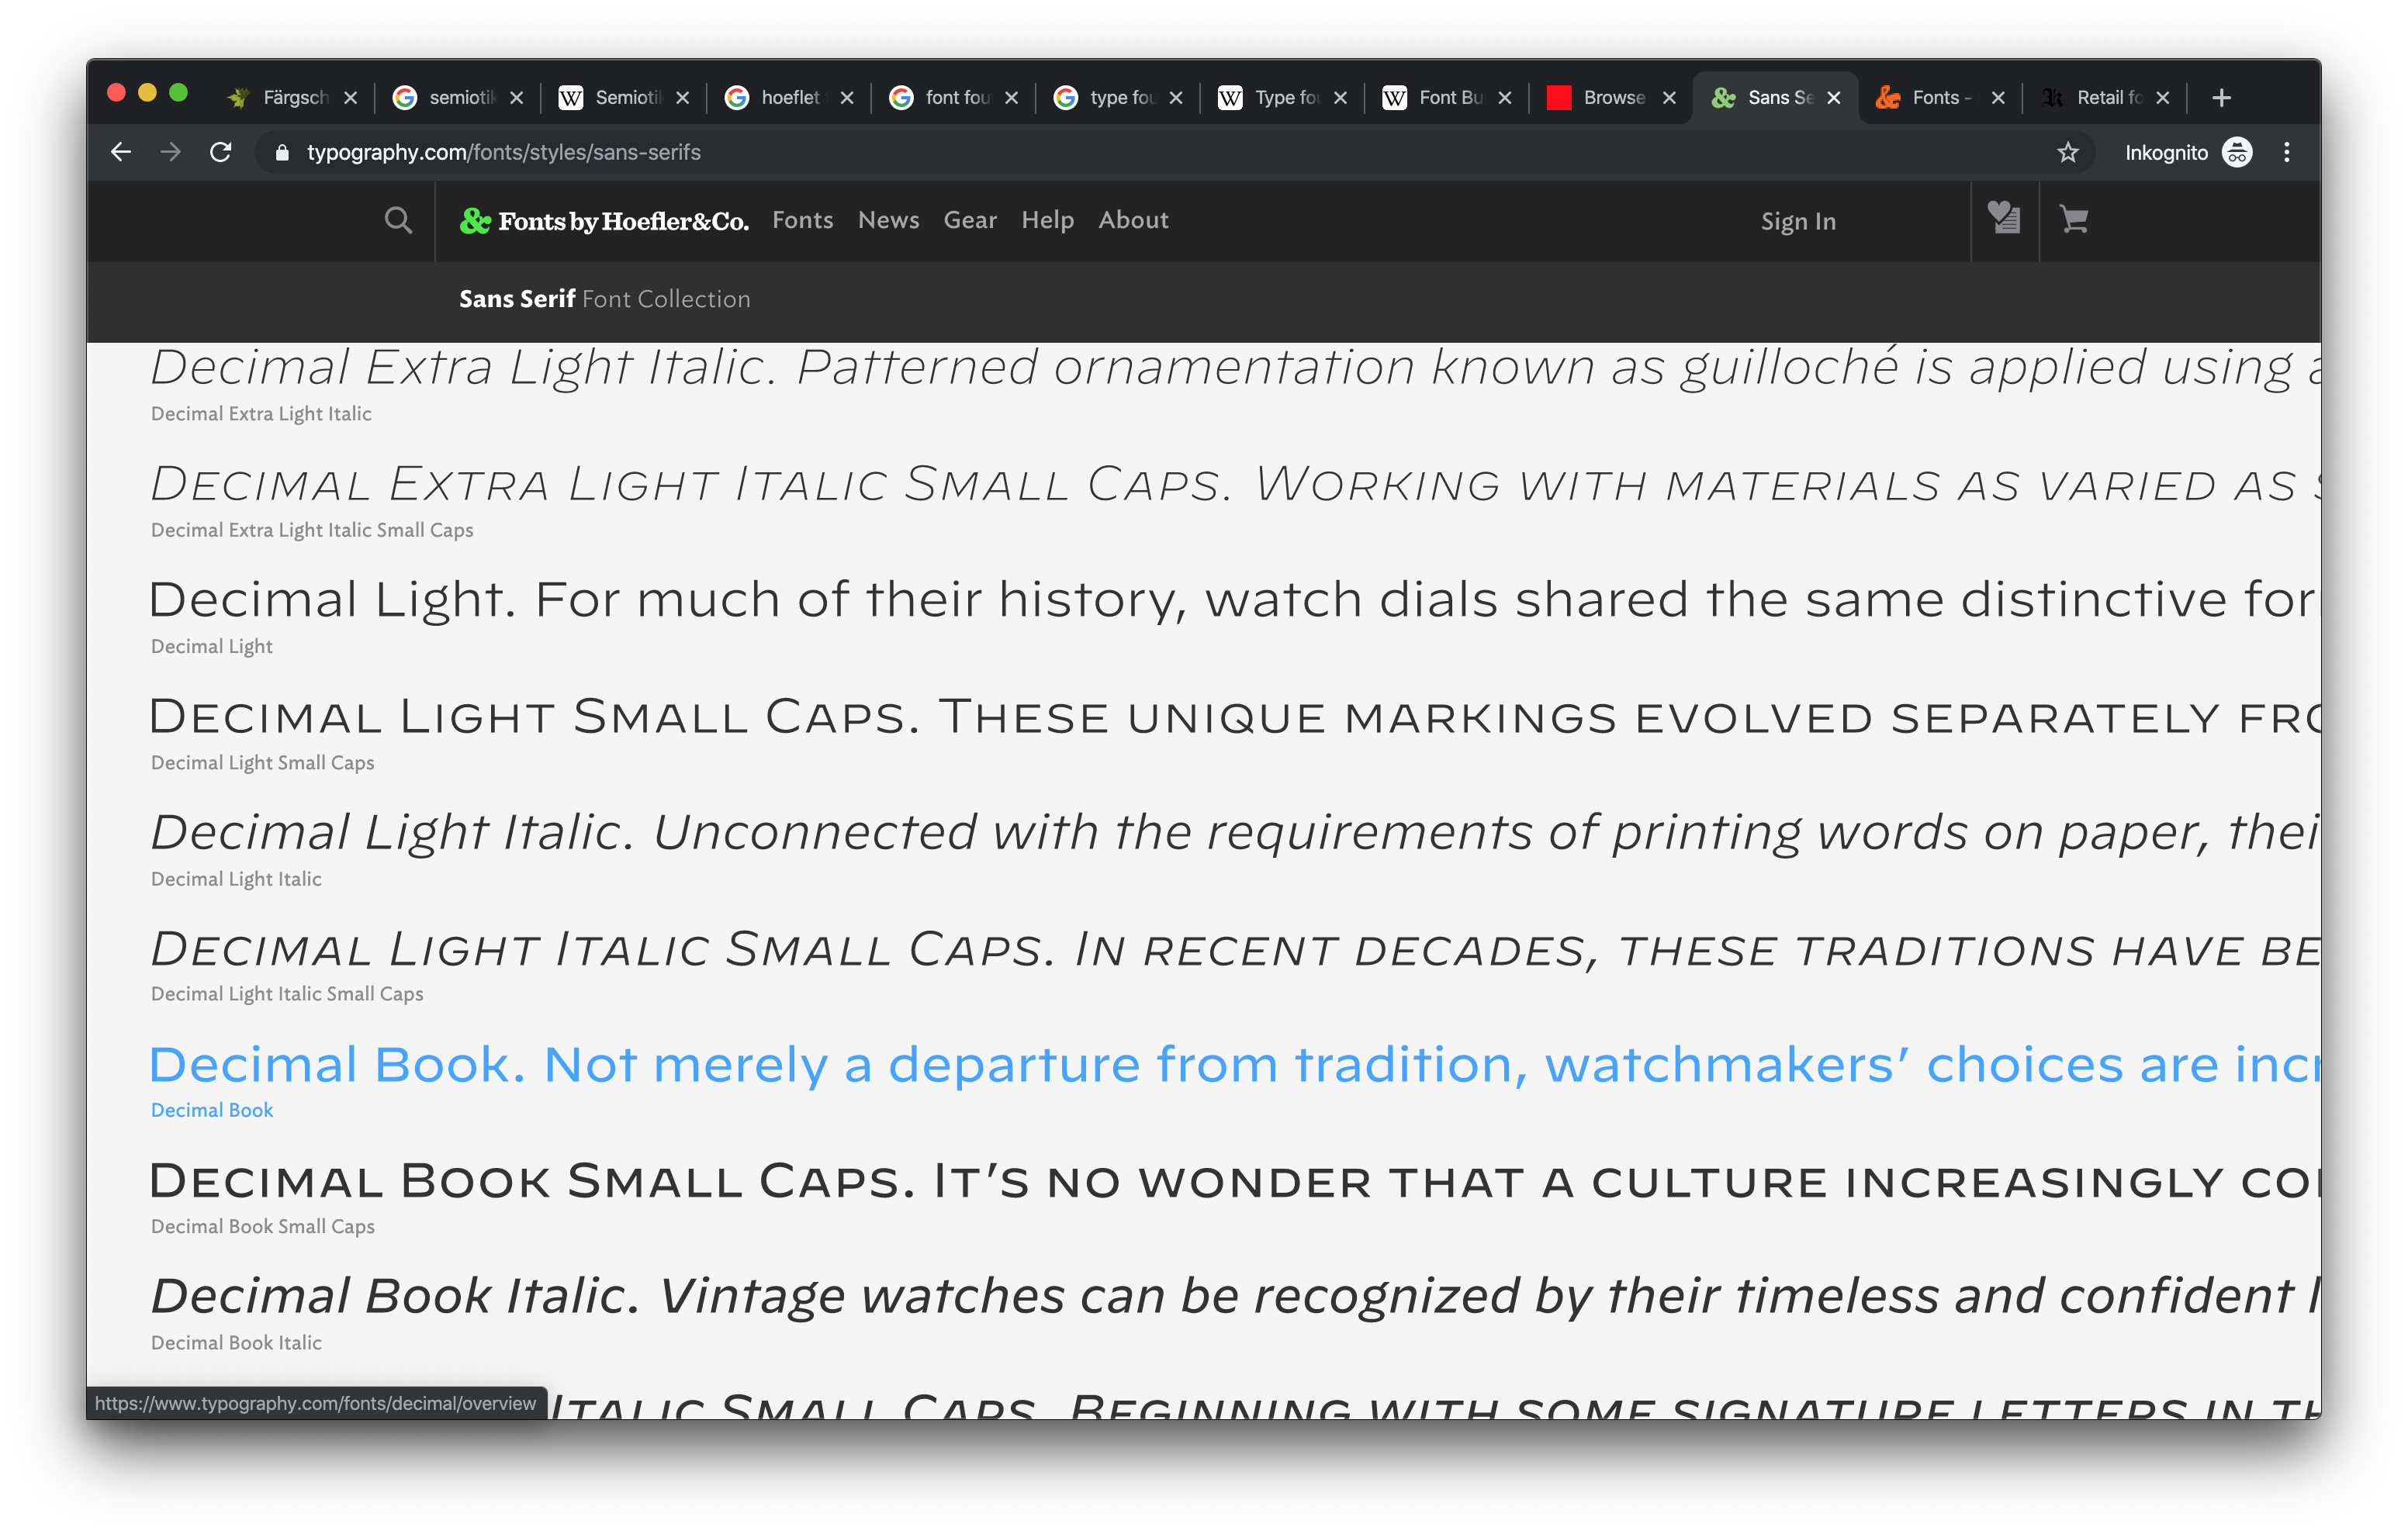 Färgsch semiotik Semiotik hoeflet font fou type fou Type fou Font Bu Browse Sans Se Fonts - Retail fo
typography.com/fonts/styles/sans-serifs Inkognito
& Fonts by Hoefler&Co. Fonts News Gear Help About Sign In
Sans Serif Font Collection
Decimal Extra Light Italic. Patterned ornamentation known as guilloché is applied using a
Decimal Extra Light Italic
Decimal Extra Light Italic Small Caps. Working with materials as varied as s
Decimal Extra Light Italic Small Caps
Decimal Light. For much of their history, watch dials shared the same distinctive for
Decimal Light
Decimal Light Small Caps. These unique markings evolved separately fro
Decimal Light Small Caps
Decimal Light Italic. Unconnected with the requirements of printing words on paper, thei
Decimal Light Italic
Decimal Light Italic Small Caps. In recent decades, these traditions have be
Decimal Light Italic Small Caps
Decimal Book. Not merely a departure from tradition, watchmakers’ choices are incr
Decimal Book
Decimal Book Small Caps. It’s no wonder that a culture increasingly co
Decimal Book Small Caps
Decimal Book Italic. Vintage watches can be recognized by their timeless and confident l
Decimal Book Italic
Italic Small Caps. Beginning with some signature letters in th
https://www.typography.com/fonts/decimal/overview